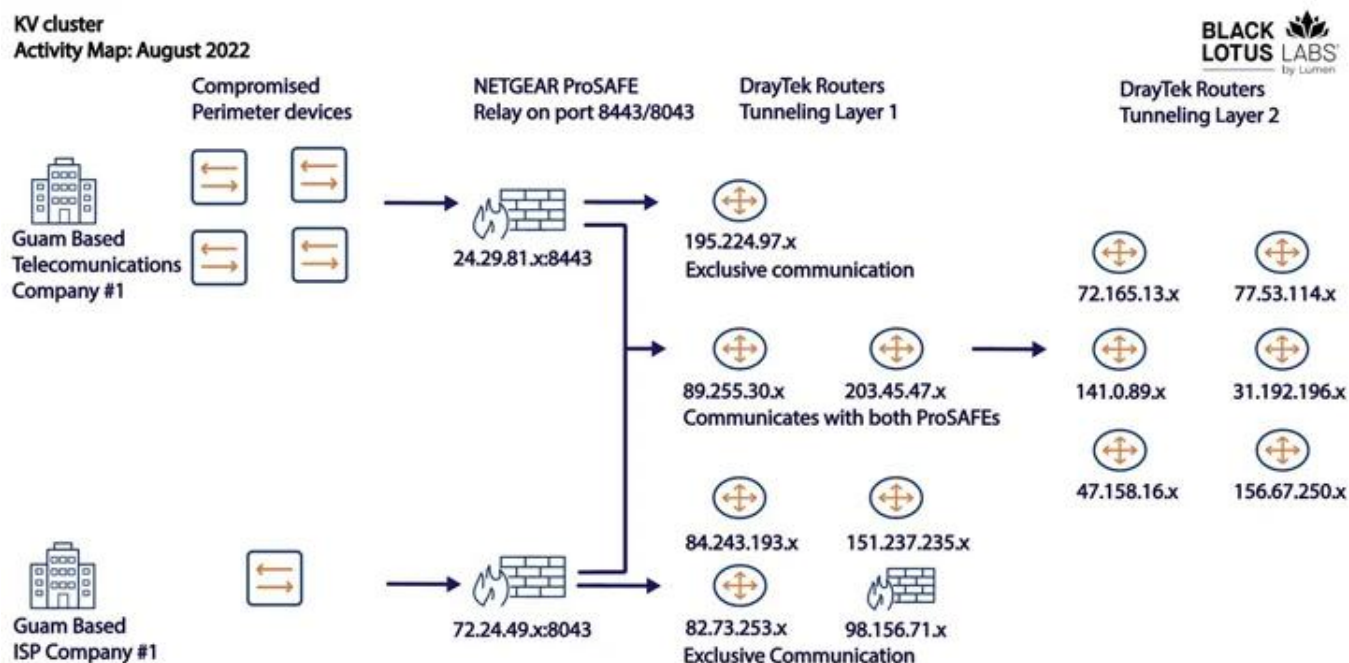 KV cluster
Activity Map: August 2022
BLACK
LOTUS LABS
by Lumen
Compromised
Perimeter devices
NETGEAR ProSAFE
Relay on port 8443/8043
DrayTek Routers
Tunneling Layer 1
DrayTek Routers
Tunneling Layer 2
Guam Based
Telecomunications
Company #1
24.29.81.x:8443
195.224.97.x
Exclusive communication
72.165.13.x
77.53.114.x
89.255.30.x
203.45.47.x
Communicates with both ProSAFEs
141.0.89.x
31.192.196.x
47.158.16.x
156.67.250.x
84.243.193.x
151.237.235.x
Guam Based
ISP Company #1
72.24.49.x:8043
82.73.253.x
98.156.71.x
Exclusive Communication